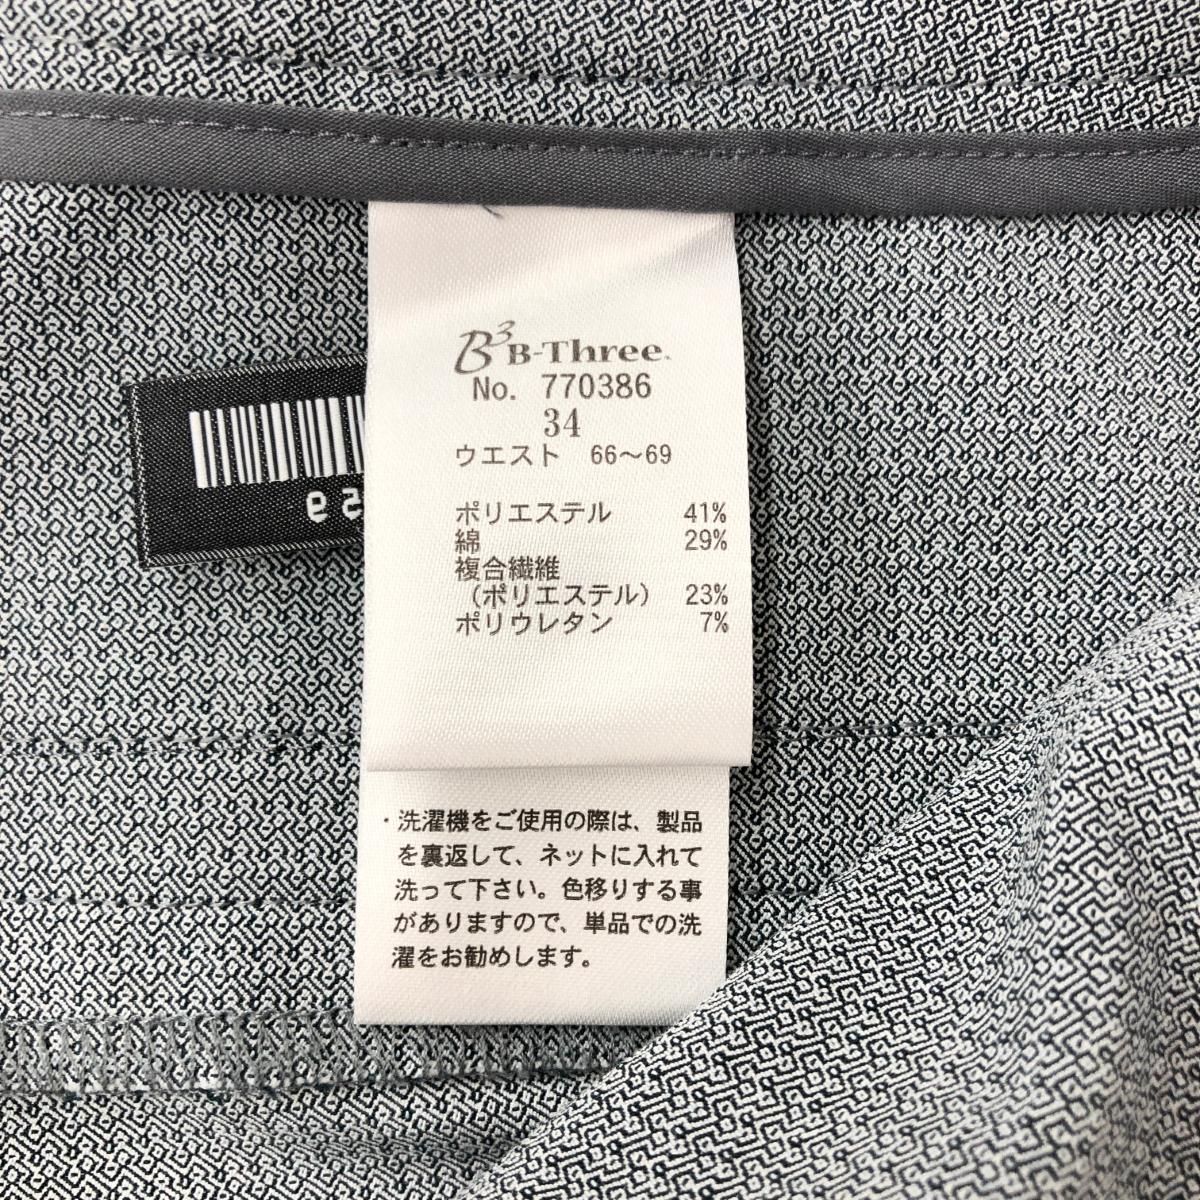 B³ B-Three
No. 770386
34
ウエスト 66～69
ポリエステル 41%
綿 29%
複合繊維
（ポリエステル） 23%
ポリウレタン 7%
・洗濯機をご使用の際は、製品
を裏返して、ネットに入れて
洗って下さい。色移りする事
がありますので、単品での洗
濯をお勧めします。